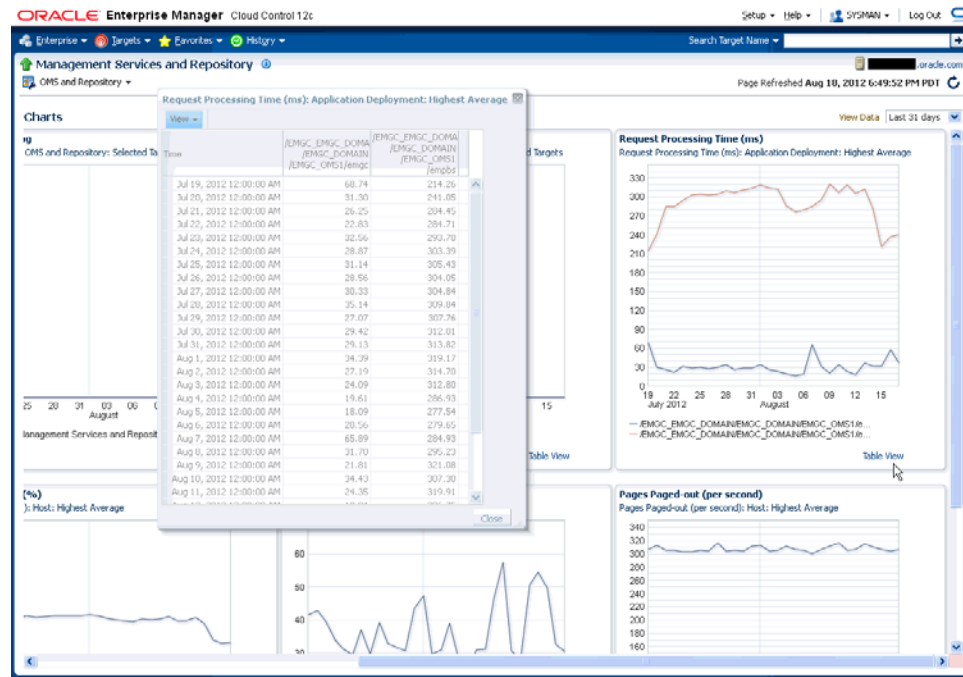 ORACLE Enterprise Manager Cloud Control 12c
Setup Help SYSMAN Log Out
Enterprise Targets Favorites History
Search Target Name
Management Services and Repository
.oracle.com
OMS and Repository
Page Refreshed Aug 18, 2012 6:49:52 PM PDT
Charts
View Data Last 31 days
OMS and Repository: Selected Ta
d Targets
25 28 31 03 06
August
15
Management Services and Reposit
Table View
Request Processing Time (ms): Application Deployment: Highest Average
View
Time
/EMGC_EMGC_DOMA
/EMGC_DOMAIN
/EMGC_OMS1/emgc
/EMGC_EMGC_DOMA
/EMGC_DOMAIN
/EMGC_OMS1
/empbs
Jul 19, 2012 12:00:00 AM 68.74 214.26
Jul 20, 2012 12:00:00 AM 31.30 241.05
Jul 21, 2012 12:00:00 AM 26.25 284.45
Jul 22, 2012 12:00:00 AM 22.83 284.71
Jul 23, 2012 12:00:00 AM 32.56 293.70
Jul 24, 2012 12:00:00 AM 28.87 303.39
Jul 25, 2012 12:00:00 AM 31.14 305.43
Jul 26, 2012 12:00:00 AM 28.56 304.05
Jul 27, 2012 12:00:00 AM 30.33 304.84
Jul 28, 2012 12:00:00 AM 35.14 309.84
Jul 29, 2012 12:00:00 AM 27.07 307.76
Jul 30, 2012 12:00:00 AM 29.42 312.01
Jul 31, 2012 12:00:00 AM 29.13 313.82
Aug 1, 2012 12:00:00 AM 34.39 319.17
Aug 2, 2012 12:00:00 AM 27.19 314.70
Aug 3, 2012 12:00:00 AM 24.09 312.80
Aug 4, 2012 12:00:00 AM 19.61 286.93
Aug 5, 2012 12:00:00 AM 18.09 277.54
Aug 6, 2012 12:00:00 AM 20.56 279.65
Aug 7, 2012 12:00:00 AM 65.89 284.93
Aug 8, 2012 12:00:00 AM 31.70 295.23
Aug 9, 2012 12:00:00 AM 21.81 321.08
Aug 10, 2012 12:00:00 AM 34.43 307.30
Aug 11, 2012 12:00:00 AM 24.35 319.91
Close
Request Processing Time (ms)
Request Processing Time (ms): Application Deployment: Highest Average
330
300
270
240
210
180
150
120
90
60
30
0
19 22 25 28 31 03 06 09 12 15
July 2012 August
/EMGC_EMGC_DOMAIN/EMGC_DOMAIN/EMGC_OMS1/e...
/EMGC_EMGC_DOMAIN/EMGC_DOMAIN/EMGC_OMS1/e...
Table View
(%)
): Host: Highest Average
60
50
40
30
Pages Paged-out (per second)
Pages Paged-out (per second): Host: Highest Average
340
320
300
280
260
240
220
200
180
160